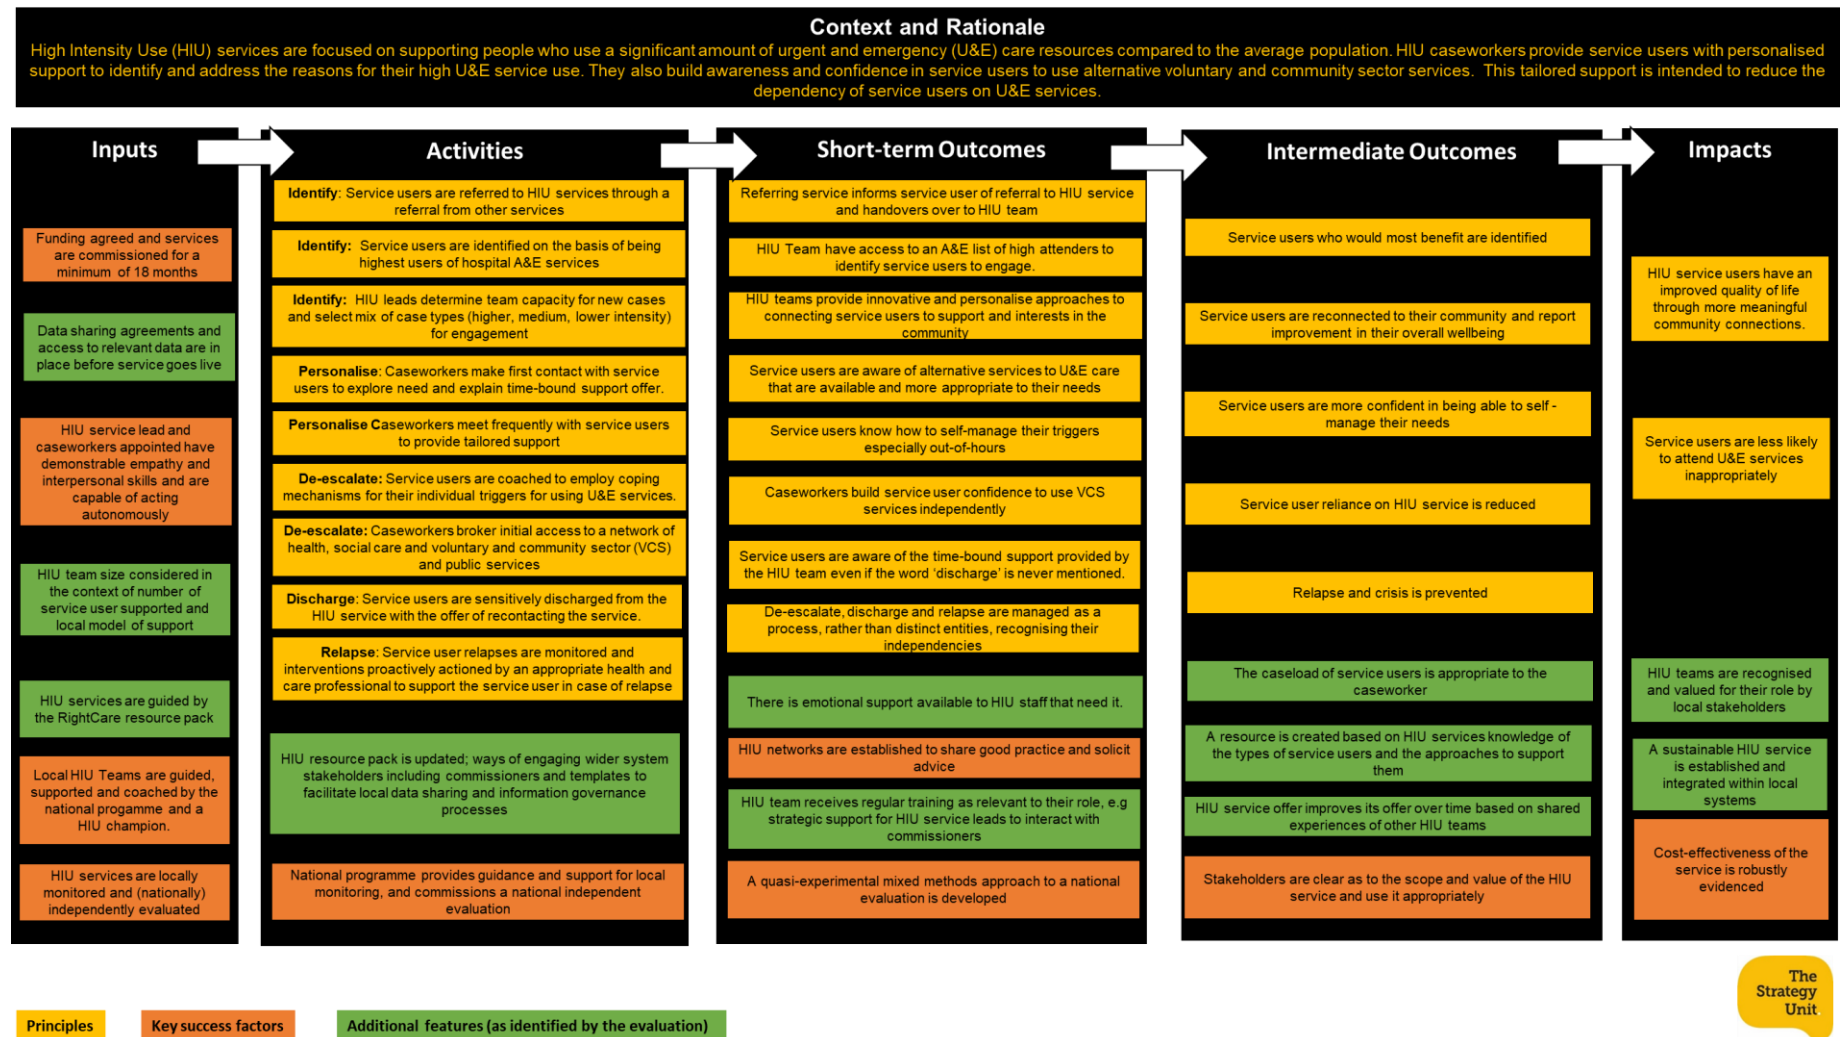 Context and Rationale
High Intensity Use (HIU) services are focused on supporting people who use a significant amount of urgent and emergency (U&E) care resources compared to the average population. HIU caseworkers provide service users with personalised
support to identify and address the reasons for their high U&E service use. They also build awareness and confidence in service users to use alternative voluntary and community sector services. This tailored support is intended to reduce the
dependency of service users on U&E services.
Inputs
Funding agreed and services
are commissioned for a
minimum of 18 months
Data sharing agreements and
access to relevant data are in
place before service goes live
HIU service lead and
caseworkers appointed have
demonstrable empathy and
interpersonal skills and are
capable of acting
autonomously
HIU team size considered in
the context of number of
service user supported and
local model of support
HIU services are guided by
the RightCare resource pack
Local HIU Teams are guided,
supported and coached by the
national progamme and a
HIU champion.
HIU services are locally
monitored and (nationally)
independently evaluated
Activities
Identify: Service users are referred to HIU services through a
referral from other services
Identify: Service users are identified on the basis of being
highest users of hospital A&E services
Identify: HIU leads determine team capacity for new cases
and select mix of case types (higher, medium, lower intensity)
for engagement
Personalise: Caseworkers make first contact with service
users to explore need and explain time-bound support offer.
Personalise Caseworkers meet frequently with service users
to provide tailored support
De-escalate: Service users are coached to employ coping
mechanisms for their individual triggers for using U&E services.
De-escalate: Caseworkers broker initial access to a network of
health, social care and voluntary and community sector (VCS)
and public services
Discharge: Service users are sensitively discharged from the
HIU service with the offer of recontacting the service.
Relapse: Service user relapses are monitored and
interventions proactively actioned by an appropriate health and
care professional to support the service user in case of relapse
HIU resource pack is updated; ways of engaging wider system
stakeholders including commissioners and templates to
facilitate local data sharing and information governance
processes
National programme provides guidance and support for local
monitoring, and commissions a national independent
evaluation
Short-term Outcomes
Referring service informs service user of referral to HIU service
and handovers over to HIU team
HIU Team have access to an A&E list of high attenders to
identify service users to engage.
HIU teams provide innovative and personalise approaches to
connecting service users to support and interests in the
community
Service users are aware of alternative services to U&E care
that are available and more appropriate to their needs
Service users know how to self-manage their triggers
especially out-of-hours
Caseworkers build service user confidence to use VCS
services independently
Service users are aware of the time-bound support provided by
the HIU team even if the word 'discharge' is never mentioned.
De-escalate, discharge and relapse are managed as a
process, rather than distinct entities, recognising their
independencies
There is emotional support available to HIU staff that need it.
HIU networks are established to share good practice and solicit
advice
HIU team receives regular training as relevant to their role, e.g
strategic support for HIU service leads to interact with
commissioners
A quasi-experimental mixed methods approach to a national
evaluation is developed
Intermediate Outcomes
Service users who would most benefit are identified
Service users are reconnected to their community and report
improvement in their overall wellbeing
Service users are more confident in being able to self -
manage their needs
Service user reliance on HIU service is reduced
Relapse and crisis is prevented
The caseload of service users is appropriate to the
caseworker
A resource is created based on HIU services knowledge of
the types of service users and the approaches to support
them
HIU service offer improves its offer over time based on shared
experiences of other HIU teams
Stakeholders are clear as to the scope and value of the HIU
service and use it appropriately
Impacts
HIU service users have an
improved quality of life
through more meaningful
community connections.
Service users are less likely
to attend U&E services
inappropriately
HIU teams are recognised
and valued for their role by
local stakeholders
A sustainable HIU service
is established and
integrated within local
systems
Cost-effectiveness of the
service is robustly
evidenced
Principles
Key success factors
Additional features (as identified by the evaluation)
The
Strategy
Unit